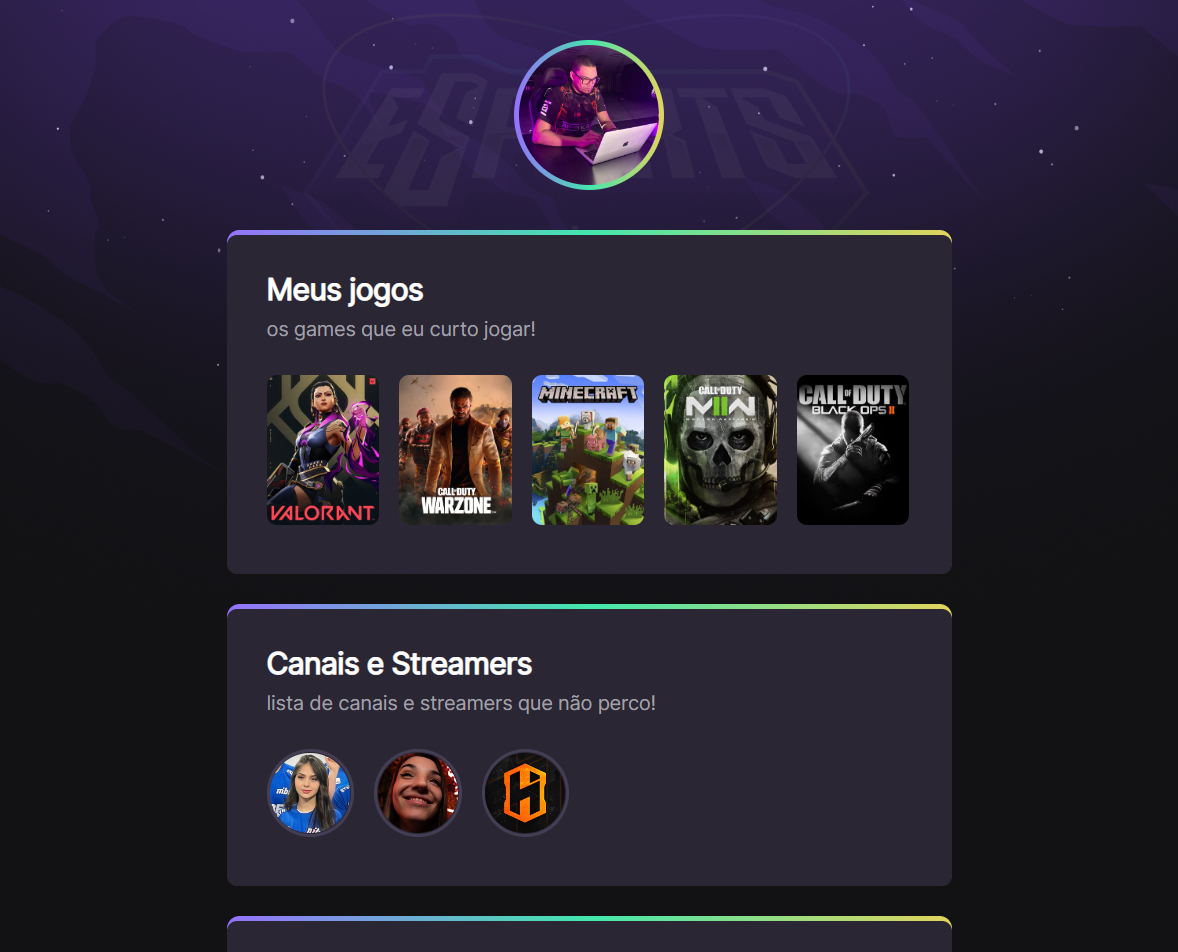 ESPORTS
Meus jogos
os games que eu curto jogar!
VALORANT
CALL OF DUTY
WARZONE
MINECRAFT
CALL OF DUTY
MWII
CALL OF DUTY
BLACK OPS II
Canais e Streamers
lista de canais e streamers que não perco!
mibr